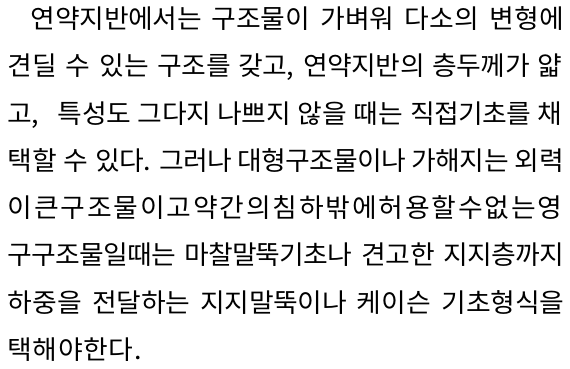 연약지반에서는 구조물이 가벼워 다소의 변형에
견딜 수 있는 구조를 갖고, 연약지반의 층두께가 얇
고, 특성도 그다지 나쁘지 않을 때는 직접기초를 채
택할 수 있다. 그러나 대형구조물이나 가해지는 외력
이큰구조물이고약간의침하밖에허용할수없는영
구구조물일때는 마찰말뚝기초나 견고한 지지층까지
하중을 전달하는 지지말뚝이나 케이슨 기초형식을
택해야한다.